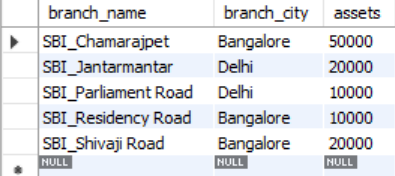 branch_name branch_city assets
SBI_Chamarajpet Bangalore 50000
SBI_Jantarmantar Delhi 20000
SBI_Parliament Road Delhi 10000
SBI_Residency Road Bangalore 10000
SBI_Shivaji Road Bangalore 20000
NULL NULL NULL